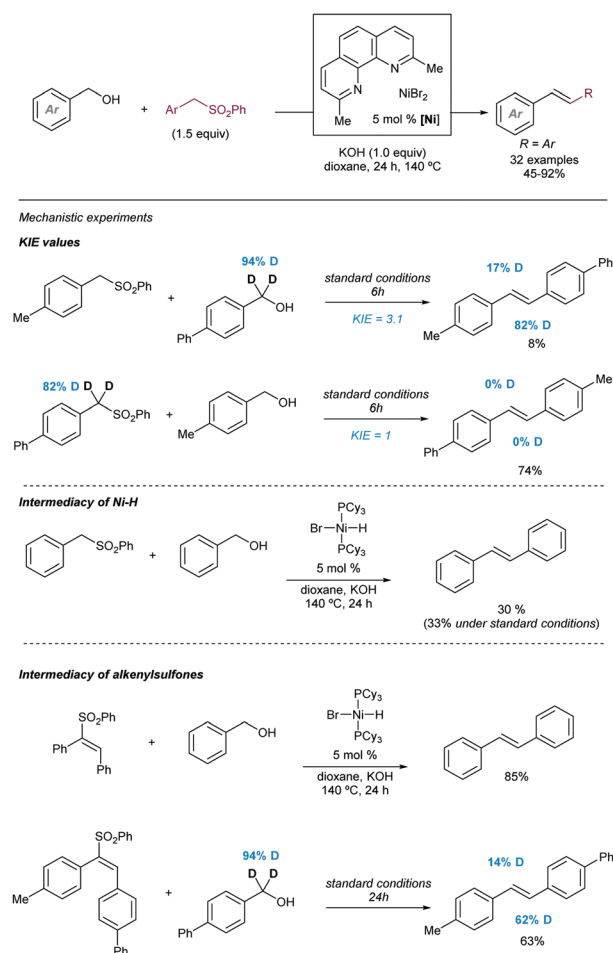 OH
Ar
+
Ar
SO2Ph
(1.5 equiv)
N
Me
N
Me
NiBr2
5 mol % [Ni]
KOH (1.0 equiv)
dioxane, 24 h, 140 ºC
Ar
R
R = Ar
32 examples
45-92%
Mechanistic experiments
KIE values
SO2Ph
Me
+
94% D
D D
OH
Ph
standard conditions
6h
KIE = 3.1
17% D
Ph
Me
82% D
8%
82% D
D D
SO2Ph
Ph
+
OH
Me
standard conditions
6h
KIE = 1
0% D
Me
0% D
Ph
74%
Intermediacy of Ni-H
SO2Ph
+
OH
PCy3
Br Ni H
PCy3
5 mol %
dioxane, KOH
140 ºC, 24 h
30 %
(33% under standard conditions)
Intermediacy of alkenylsulfones
SO2Ph
Ph
Ph
+
OH
PCy3
Br Ni H
PCy3
5 mol %
dioxane, KOH
140 ºC, 24 h
85%
SO2Ph
Me
Ph
+
94% D
D D
OH
Ph
standard conditions
24h
14% D
Ph
Me
62% D
63%